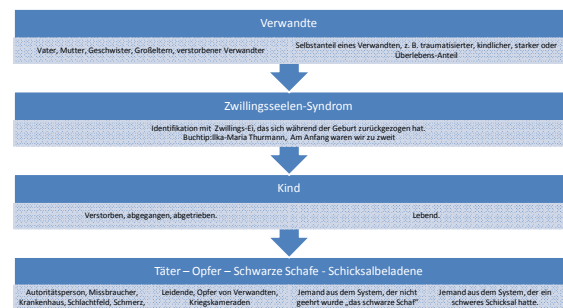 Verwandte
Vater, Mutter, Geschwister, Großeltern, verstorbener Verwandter
Selbstanteil eines Verwandten, z. B. traumatisierter, kindlicher, starker oder
Überlebens-Anteil
Zwillingsseelen-Syndrom
Identifikation mit Zwillings-Ei, das sich während der Geburt zurückgezogen hat.
Buchtip:Ilka-Maria Thurmann, Am Anfang waren wir zu zweit
Kind
Verstorben, abgegangen, abgetrieben.
Lebend.
Täter – Opfer – Schwarze Schafe - Schicksalbeladene
Autoritätsperson, Missbraucher,
Krankenhaus, Schlachtfeld, Schmerz,
Leidende, Opfer von Verwandten,
Kriegskameraden
Jemand aus dem System, der nicht
geehrt wurde „das schwarze Schaf"
Jemand aus dem System, der ein
schweres Schicksal hatte.